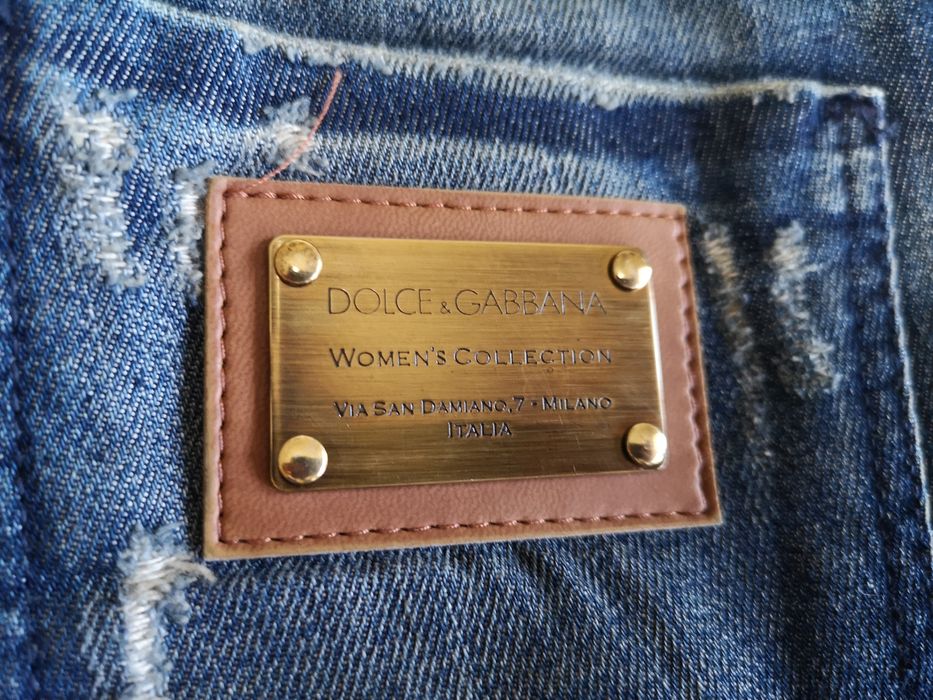 DOLCE & GABBANA
WOMEN'S COLLECTION
VIA SAN DAMIANO,7 - MILANO
ITALIA